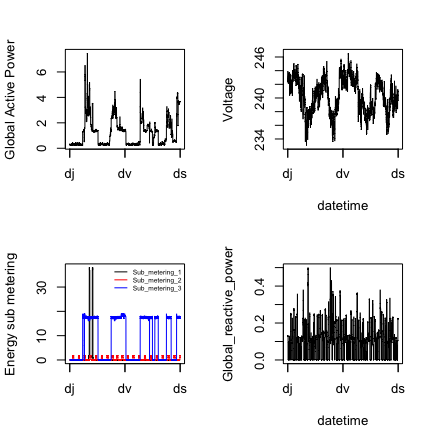 Global Active Power
0 2 4 6
dj dv ds
Voltage
234 240 246
dj dv ds
datetime
Energy sub metering
0 10 30
Sub_metering_1
Sub_metering_2
Sub_metering_3
dj dv ds
Global_reactive_power
0.0 0.2 0.4
dj dv ds
datetime